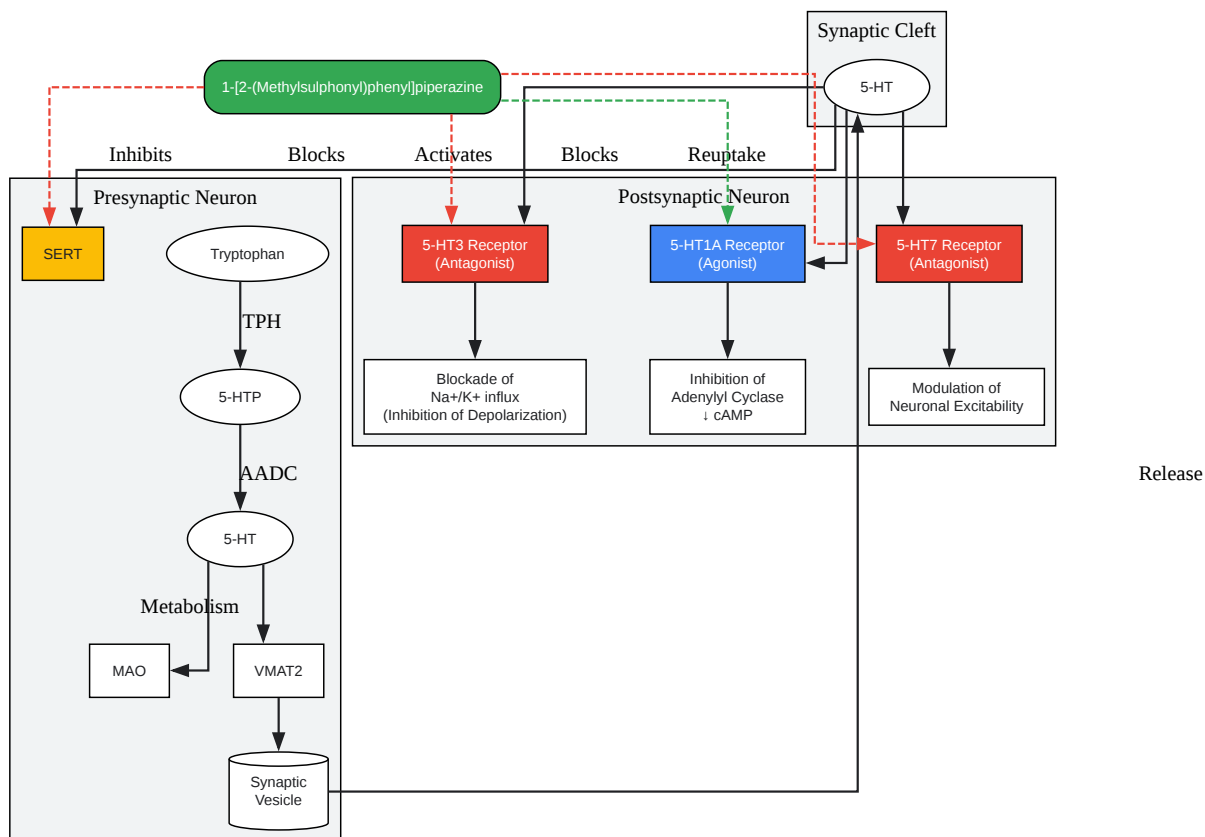 Synaptic Cleft
1-[2-(Methylsulphonyl)phenyl]piperazine
5-HT
Inhibits
Blocks
Activates
Blocks
Reuptake
Presynaptic Neuron
Postsynaptic Neuron
SERT
Tryptophan
5-HT3 Receptor
(Antagonist)
5-HT1A Receptor
(Agonist)
5-HT7 Receptor
(Antagonist)
TPH
5-HTP
Blockade of
Na+/K+ influx
(Inhibition of Depolarization)
Inhibition of
Adenylyl Cyclase
↓ cAMP
Modulation of
Neuronal Excitability
AADC
Release
5-HT
Metabolism
MAO
VMAT2
Synaptic
Vesicle